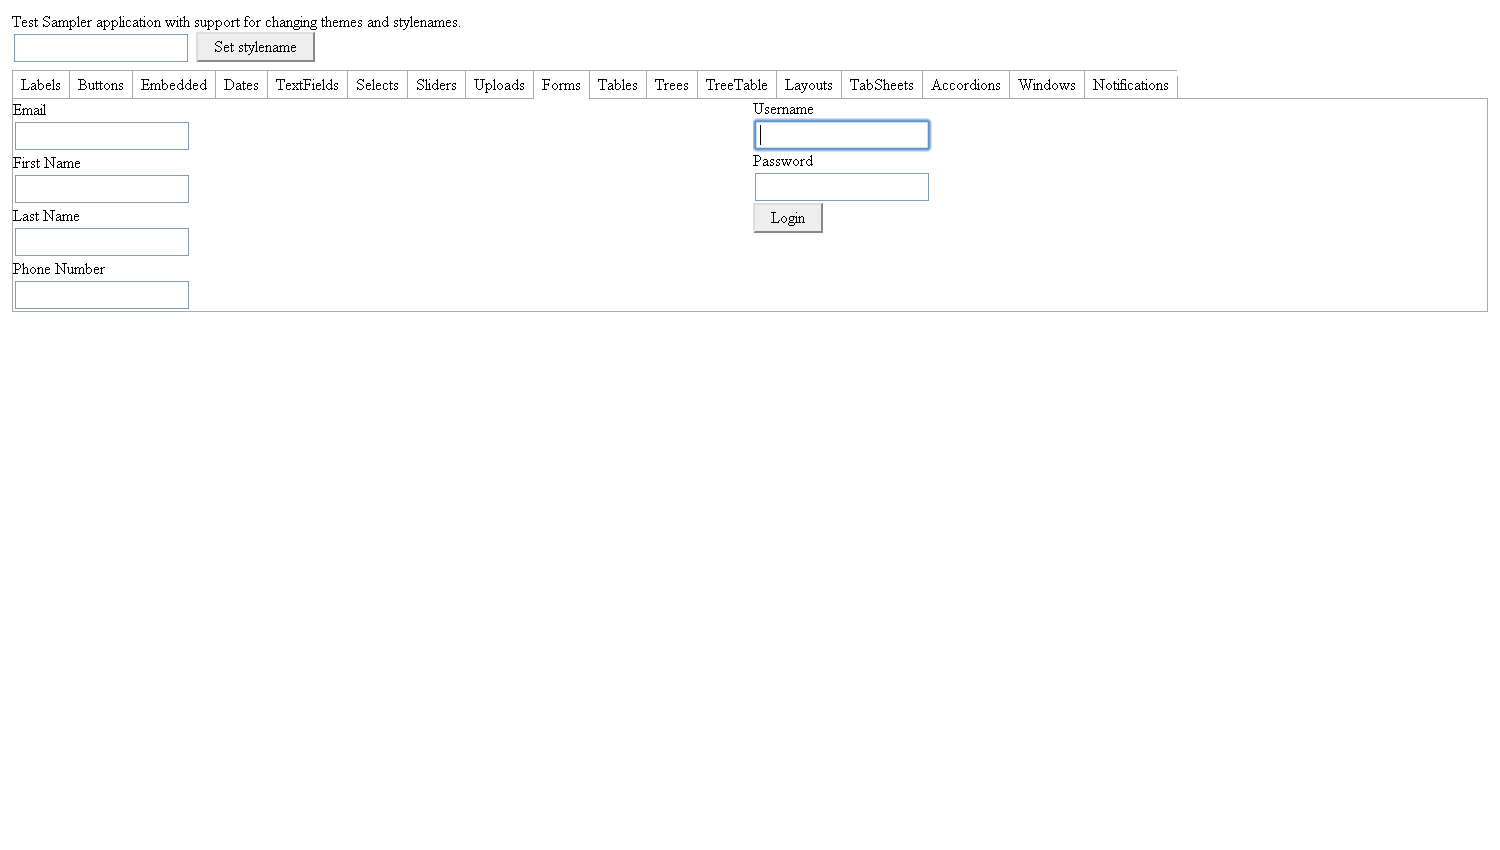 Test Sampler application with support for changing themes and stylenames.
Set stylename
Labels Buttons Embedded Dates TextFields Selects Sliders Uploads Forms Tables Trees TreeTable Layouts TabSheets Accordions Windows Notifications
Email
First Name
Last Name
Phone Number
Username
Password
Login